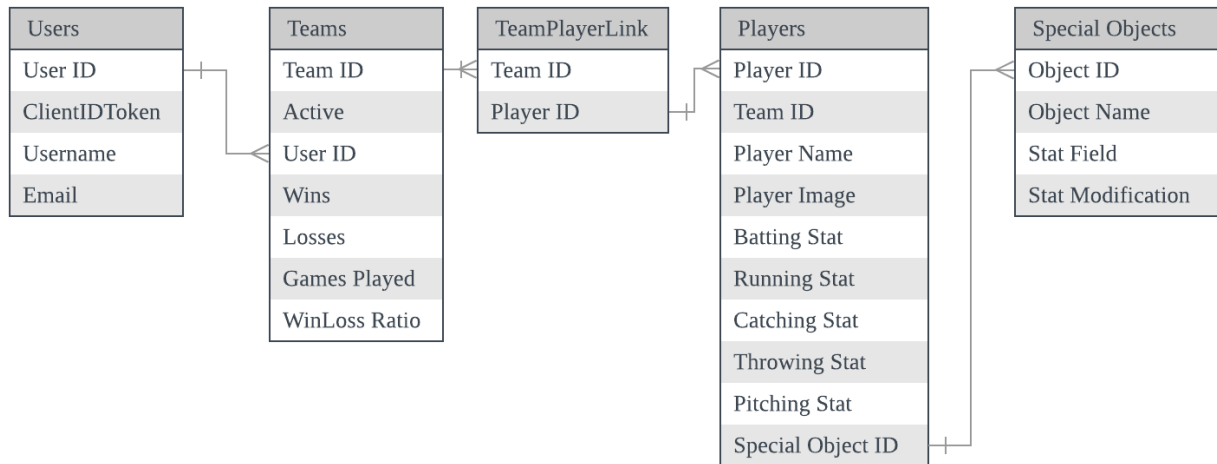 Users
User ID
ClientIDToken
Username
Email
Teams
Team ID
Active
User ID
Wins
Losses
Games Played
WinLoss Ratio
TeamPlayerLink
Team ID
Player ID
Players
Player ID
Team ID
Player Name
Player Image
Batting Stat
Running Stat
Catching Stat
Throwing Stat
Pitching Stat
Special Object ID
Special Objects
Object ID
Object Name
Stat Field
Stat Modification